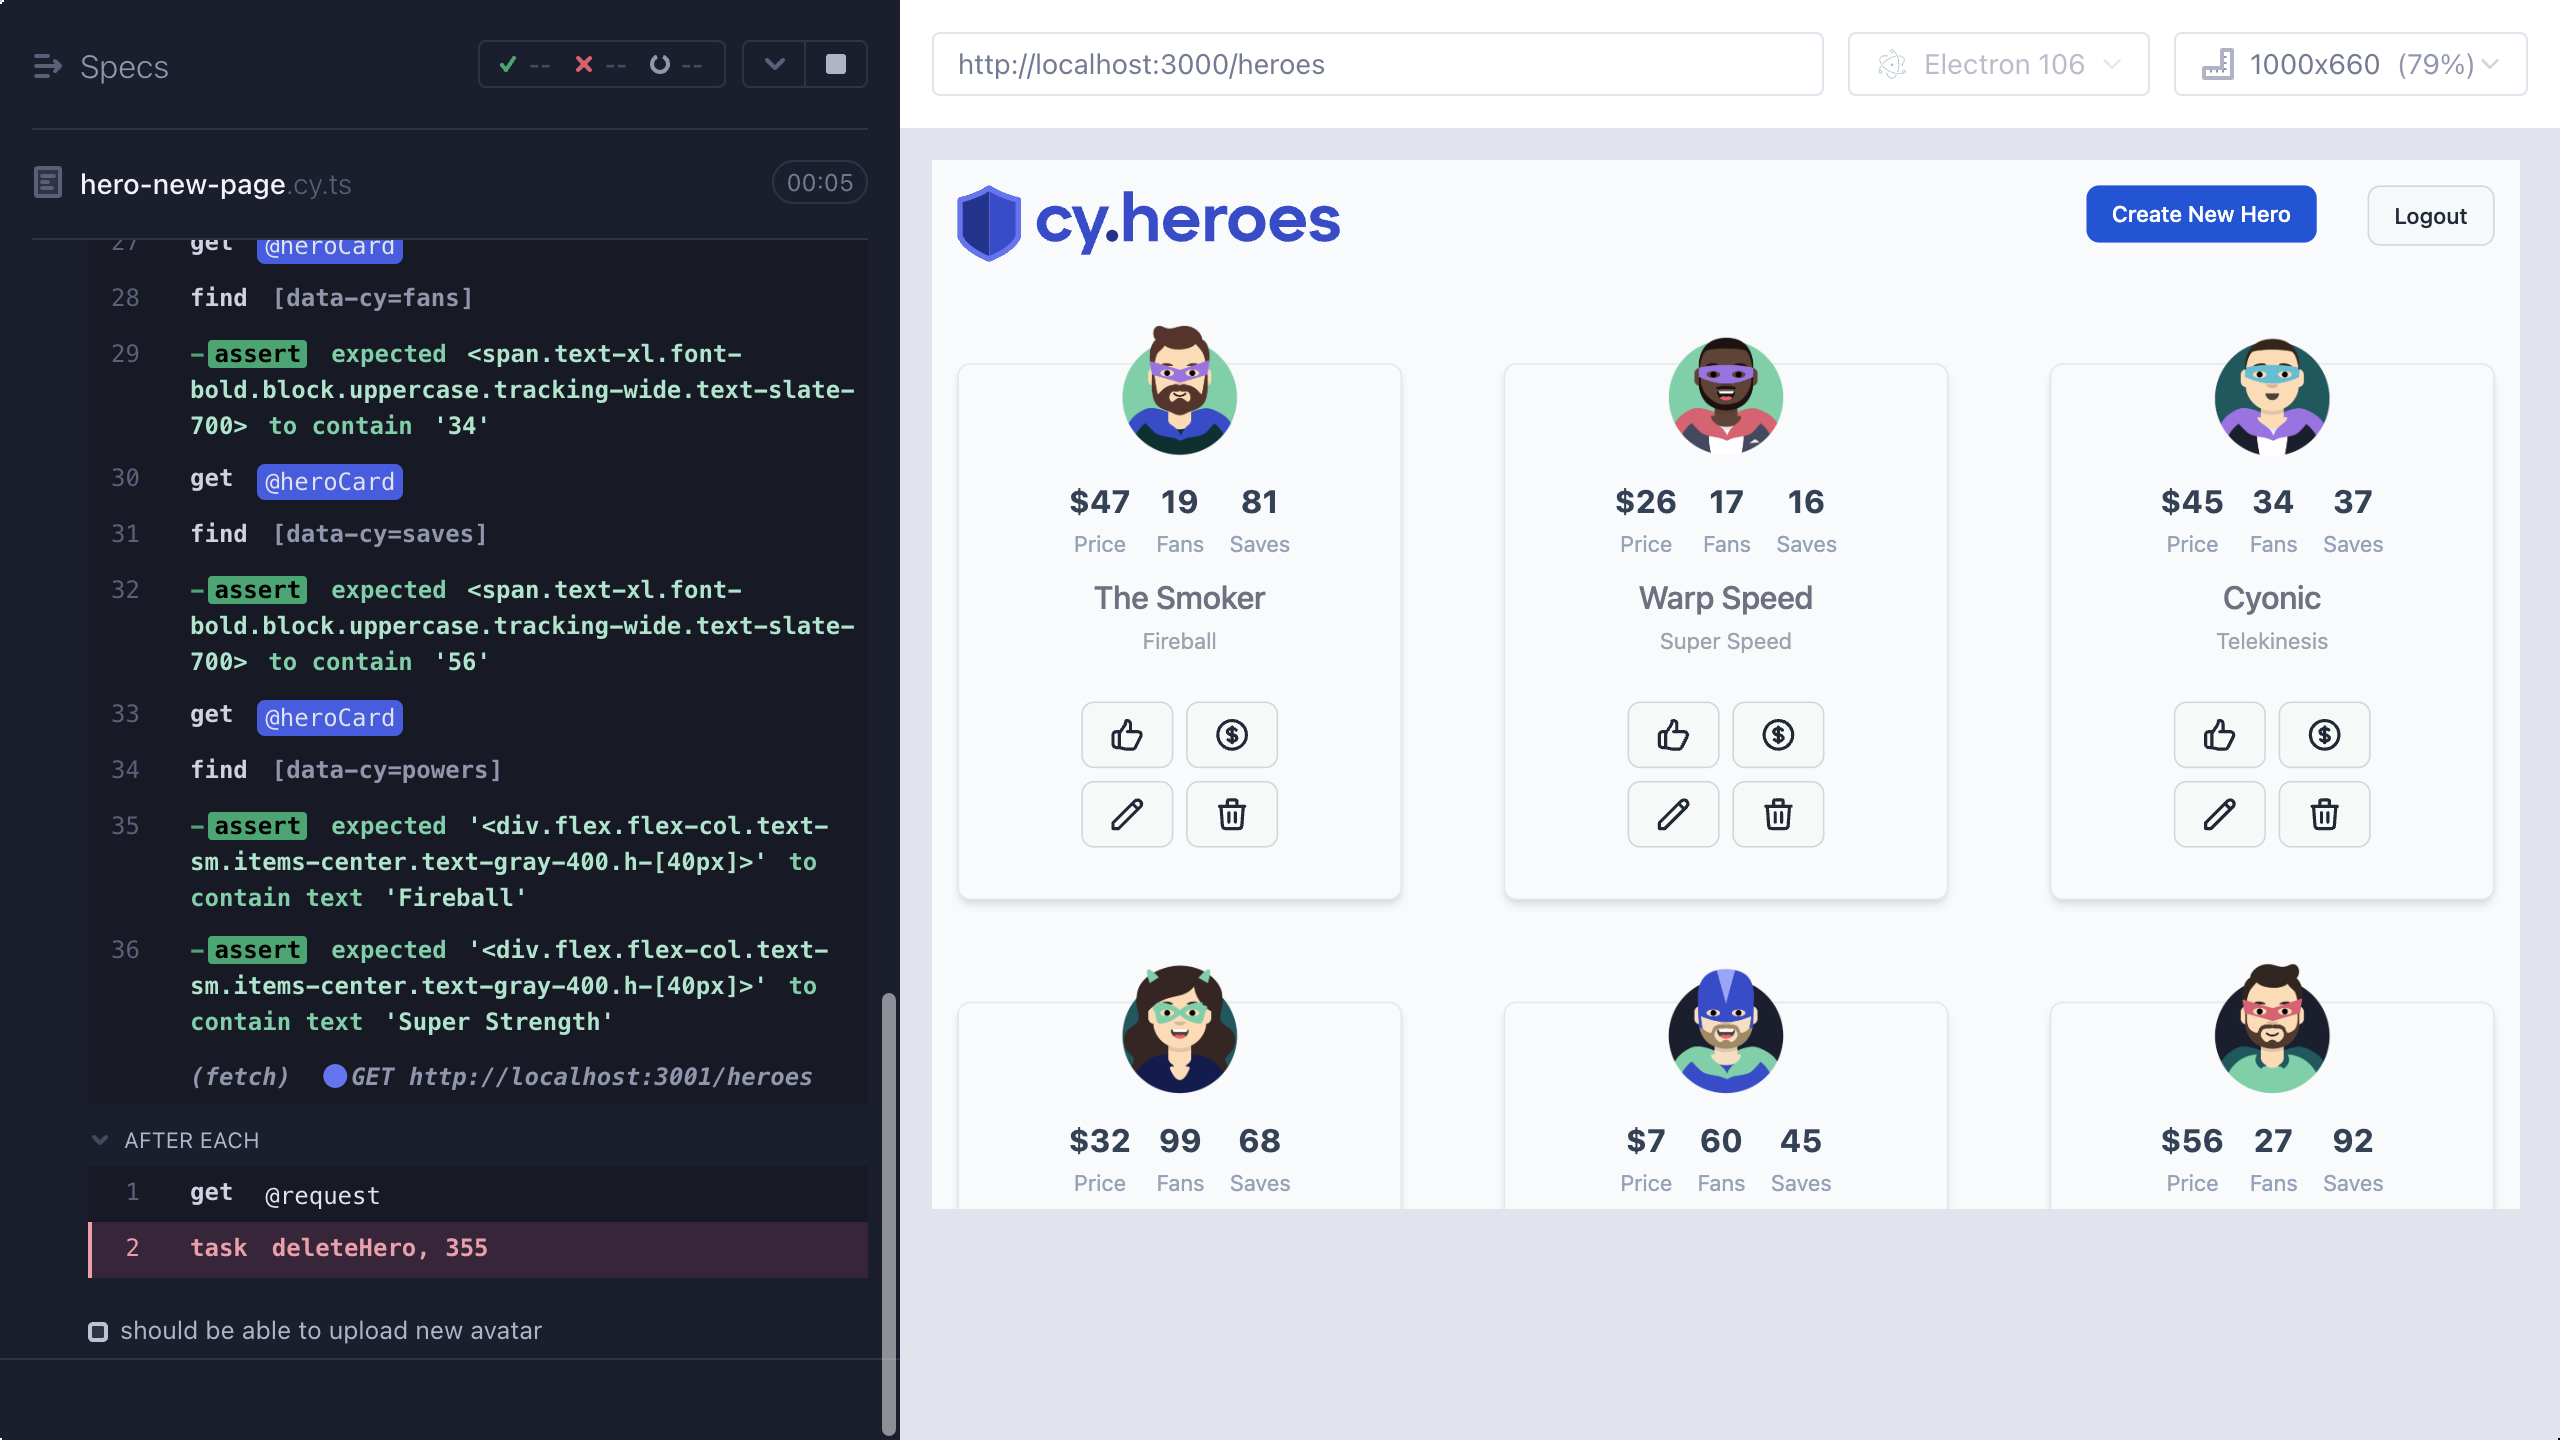 Specs
-- -- --
hero-new-page.cy.ts 00:05
27 get @heroCard
28 find [data-cy=fans]
29 -assert expected <span.text-xl.font-
bold.block.uppercase.tracking-wide.text-slate-
700> to contain '34'
30 get @heroCard
31 find [data-cy=saves]
32 -assert expected <span.text-xl.font-
bold.block.uppercase.tracking-wide.text-slate-
700> to contain '56'
33 get @heroCard
34 find [data-cy=powers]
35 -assert expected '<div.flex.flex-col.text-
sm.items-center.text-gray-400.h-[40px]>' to
contain text 'Fireball'
36 -assert expected '<div.flex.flex-col.text-
sm.items-center.text-gray-400.h-[40px]>' to
contain text 'Super Strength'
(fetch) GET http://localhost:3001/heroes
AFTER EACH
1 get @request
2 task deleteHero, 355
should be able to upload new avatar
http://localhost:3000/heroes
Electron 106
1000x660 (79%)
cy.heroes
Create New Hero
Logout
$47 19 81
Price Fans Saves
The Smoker
Fireball
$26 17 16
Price Fans Saves
Warp Speed
Super Speed
$45 34 37
Price Fans Saves
Cyonic
Telekinesis
$32 99 68
Price Fans Saves
$7 60 45
Price Fans Saves
$56 27 92
Price Fans Saves